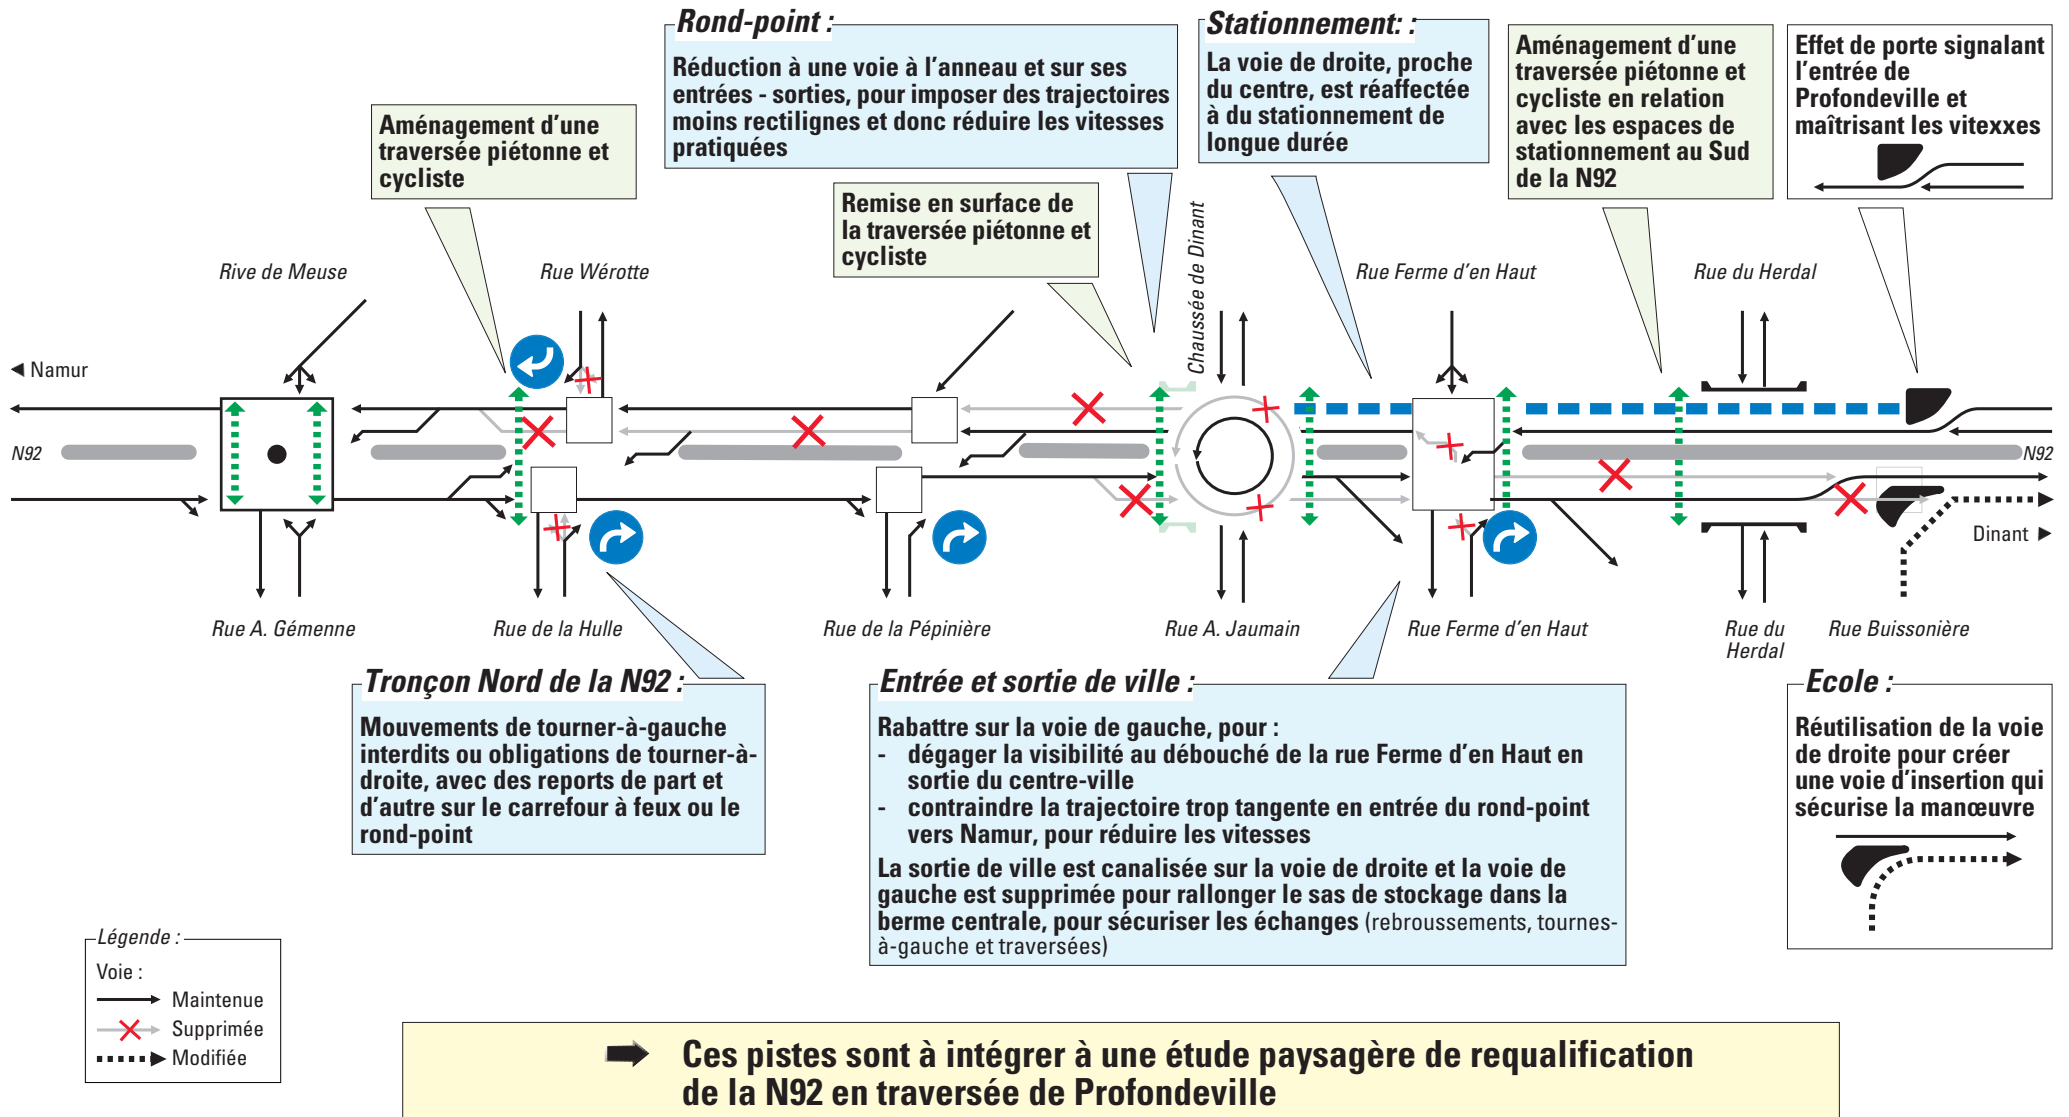 Rond-point :
Réduction à une voie à l'anneau et sur ses
entrées - sorties, pour imposer des trajectoires
moins rectilignes et donc réduire les vitesses
pratiquées
Stationnement: :
La voie de droite, proche
du centre, est réaffectée
à du stationnement de
longue durée
Aménagement d'une
traversée piétonne et
cycliste en relation
avec les espaces de
stationnement au Sud
de la N92
Effet de porte signalant
l'entrée de
Profondeville et
maîtrisant les vitexxes
Aménagement d'une
traversée piétonne et
cycliste
Remise en surface de
la traversée piétonne et
cycliste
Chaussée de Dinant
Rive de Meuse
Rue Wérotte
Rue Ferme d'en Haut
Rue du Herdal
Namur
N92
N92
Dinant
Rue A. Gémenne
Rue de la Hulle
Rue de la Pépinière
Rue A. Jaumain
Rue Ferme d'en Haut
Rue du
Herdal
Rue Buissonière
Tronçon Nord de la N92 :
Mouvements de tourner-à-gauche
interdits ou obligations de tourner-à-
droite, avec des reports de part et
d'autre sur le carrefour à feux ou le
rond-point
Entrée et sortie de ville :
Rabattre sur la voie de gauche, pour :
- dégager la visibilité au débouché de la rue Ferme d'en Haut en
sortie du centre-ville
- contraindre la trajectoire trop tangente en entrée du rond-point
vers Namur, pour réduire les vitesses
La sortie de ville est canalisée sur la voie de droite et la voie de
gauche est supprimée pour rallonger le sas de stockage dans la
berme centrale, pour sécuriser les échanges (rebroussements, tournes-
à-gauche et traversées)
Ecole :
Réutilisation de la voie
de droite pour créer
une voie d'insertion qui
sécurise la manœuvre
Légende :
Voie :
Maintenue
Supprimée
Modifiée
Ces pistes sont à intégrer à une étude paysagère de requalification
de la N92 en traversée de Profondeville